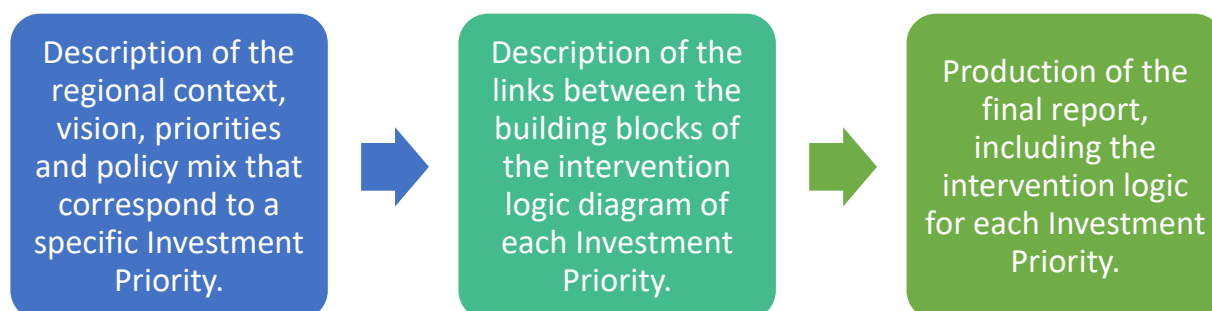 Description of the
regional context,
vision, priorities
and policy mix that
correspond to a
specific Investment
Priority.
Description of the
links between the
building blocks of
the intervention
logic diagram of
each Investment
Priority.
Production of the
final report,
including the
intervention logic
for each Investment
Priority.